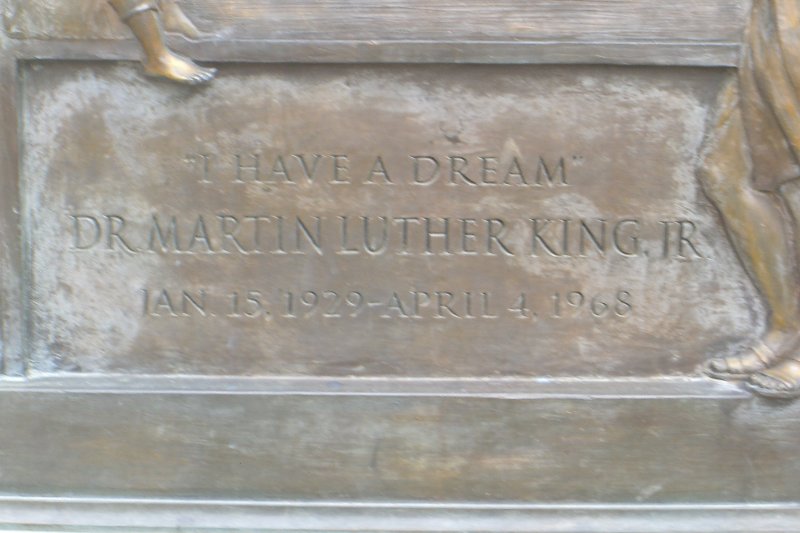 "I HAVE A DREAM"
DR. MARTIN LUTHER KING, JR.
JAN. 15, 1929-APRIL 4, 1968